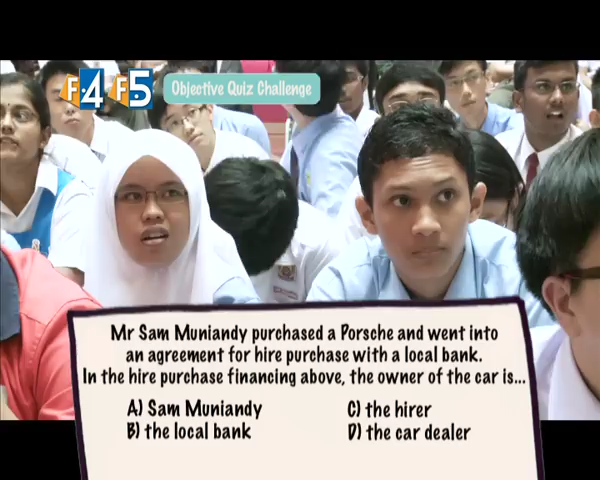 F4 F5 Objective Quiz Challenge
Mr Sam Muniandy purchased a Porsche and went into
an agreement for hire purchase with a local bank.
In the hire purchase financing above, the owner of the car is...
A) Sam Muniandy
B) the local bank
C) the hirer
D) the car dealer